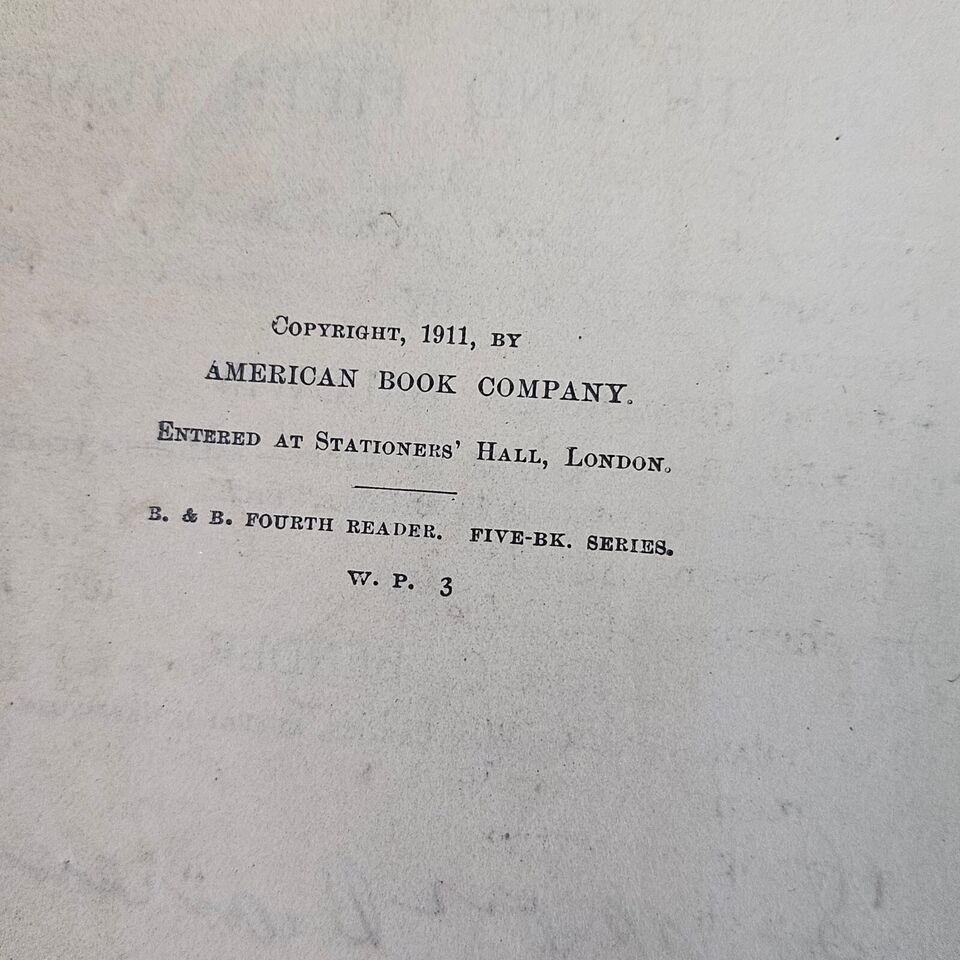 COPYRIGHT, 1911, BY
AMERICAN BOOK COMPANY.
ENTERED AT STATIONERS' HALL, LONDON.
B. & B. FOURTH READER. FIVE-BK. SERIES.
W. P. 3